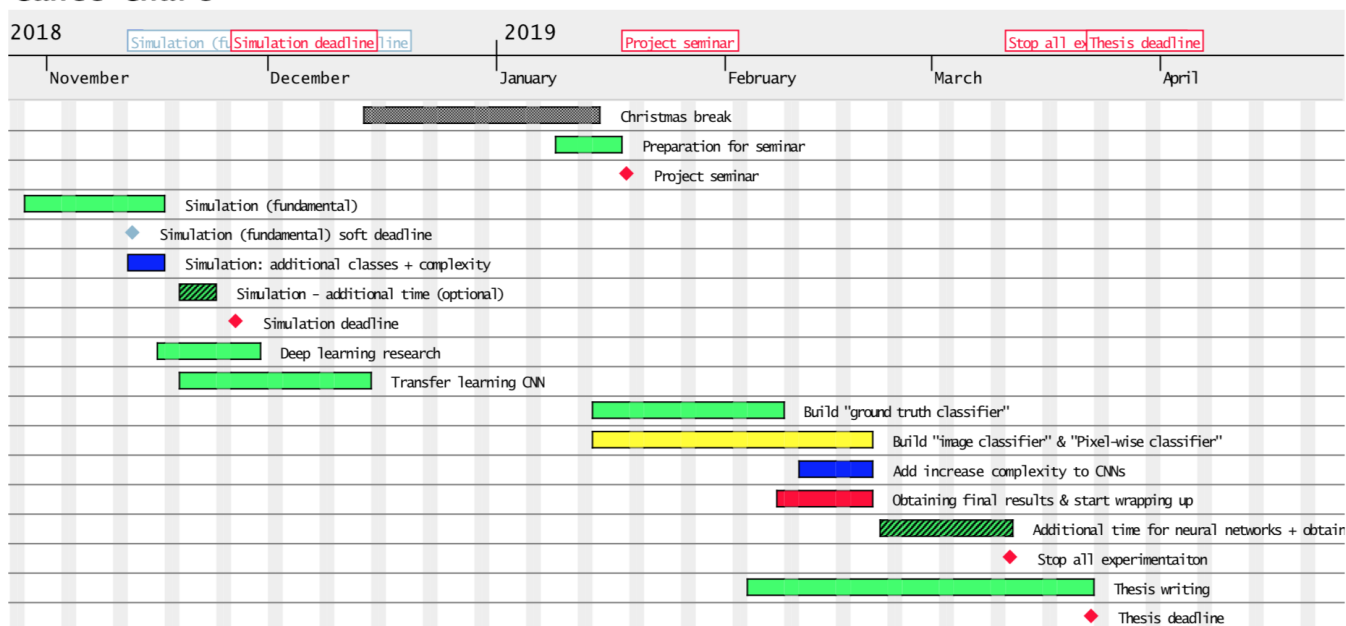 2018
2019
Simulation (fu
Simulation deadline
line
Project seminar
Stop all ex
Thesis deadline
November
December
January
February
March
April
Christmas break
Preparation for seminar
Project seminar
Simulation (fundamental)
Simulation (fundamental) soft deadline
Simulation: additional classes + complexity
Simulation - additional time (optional)
Simulation deadline
Deep learning research
Transfer learning CNN
Build "ground truth classifier"
Build "image classifier" & "Pixel-wise classifier"
Add increase complexity to CNNs
Obtaining final results & start wrapping up
Additional time for neural networks + obtain
Stop all experimentaiton
Thesis writing
Thesis deadline